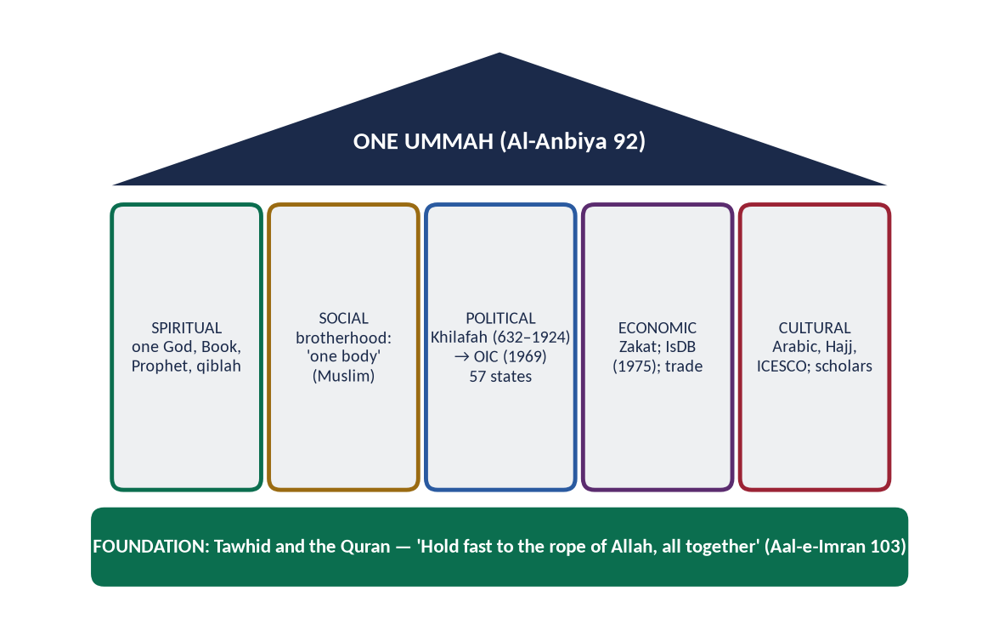 ONE UMMAH (Al-Anbiya 92)
SPIRITUAL
one God, Book,
Prophet, qiblah
SOCIAL
brotherhood:
'one body'
(Muslim)
POLITICAL
Khilafah (632–1924)
→ OIC (1969)
57 states
ECONOMIC
Zakat; IsDB
(1975); trade
CULTURAL
Arabic, Hajj,
ICESCO; scholars
FOUNDATION: Tawhid and the Quran — 'Hold fast to the rope of Allah, all together' (Aal-e-Imran 103)